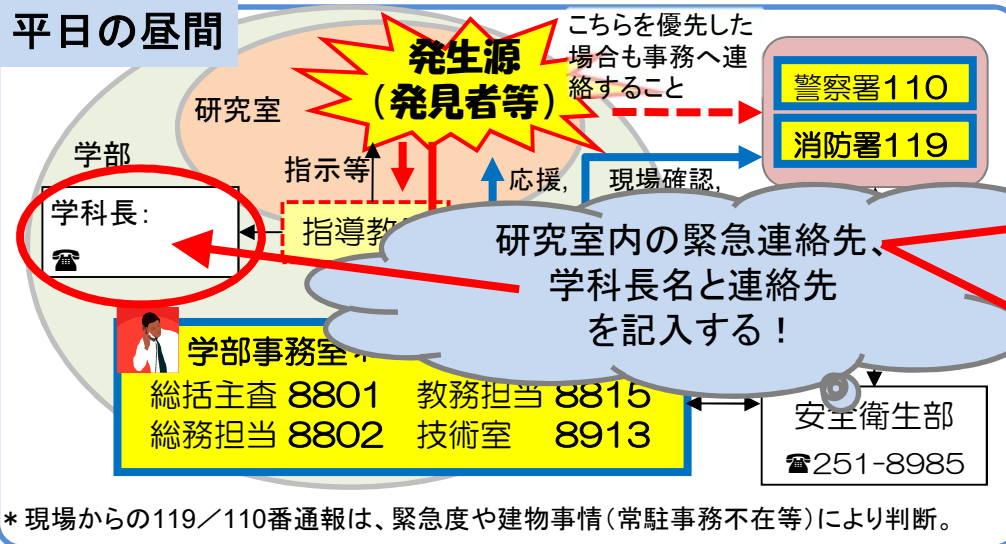 平日の昼間
こちらを優先した
場合も事務へ連
絡すること
発生源
(発見者等)
警察署110
消防署119
研究室
学部
指示等
応援,
現場確認,
学科長:
☎
指導教
研究室内の緊急連絡先、
学科長名と連絡先
を記入する!
学部事務室*
総括主査 8801 教務担当 8815
総務担当 8802 技術室 8913
安全衛生部
☎251-8985
*現場からの119/110番通報は、緊急度や建物事情(常駐事務不在等)により判断。